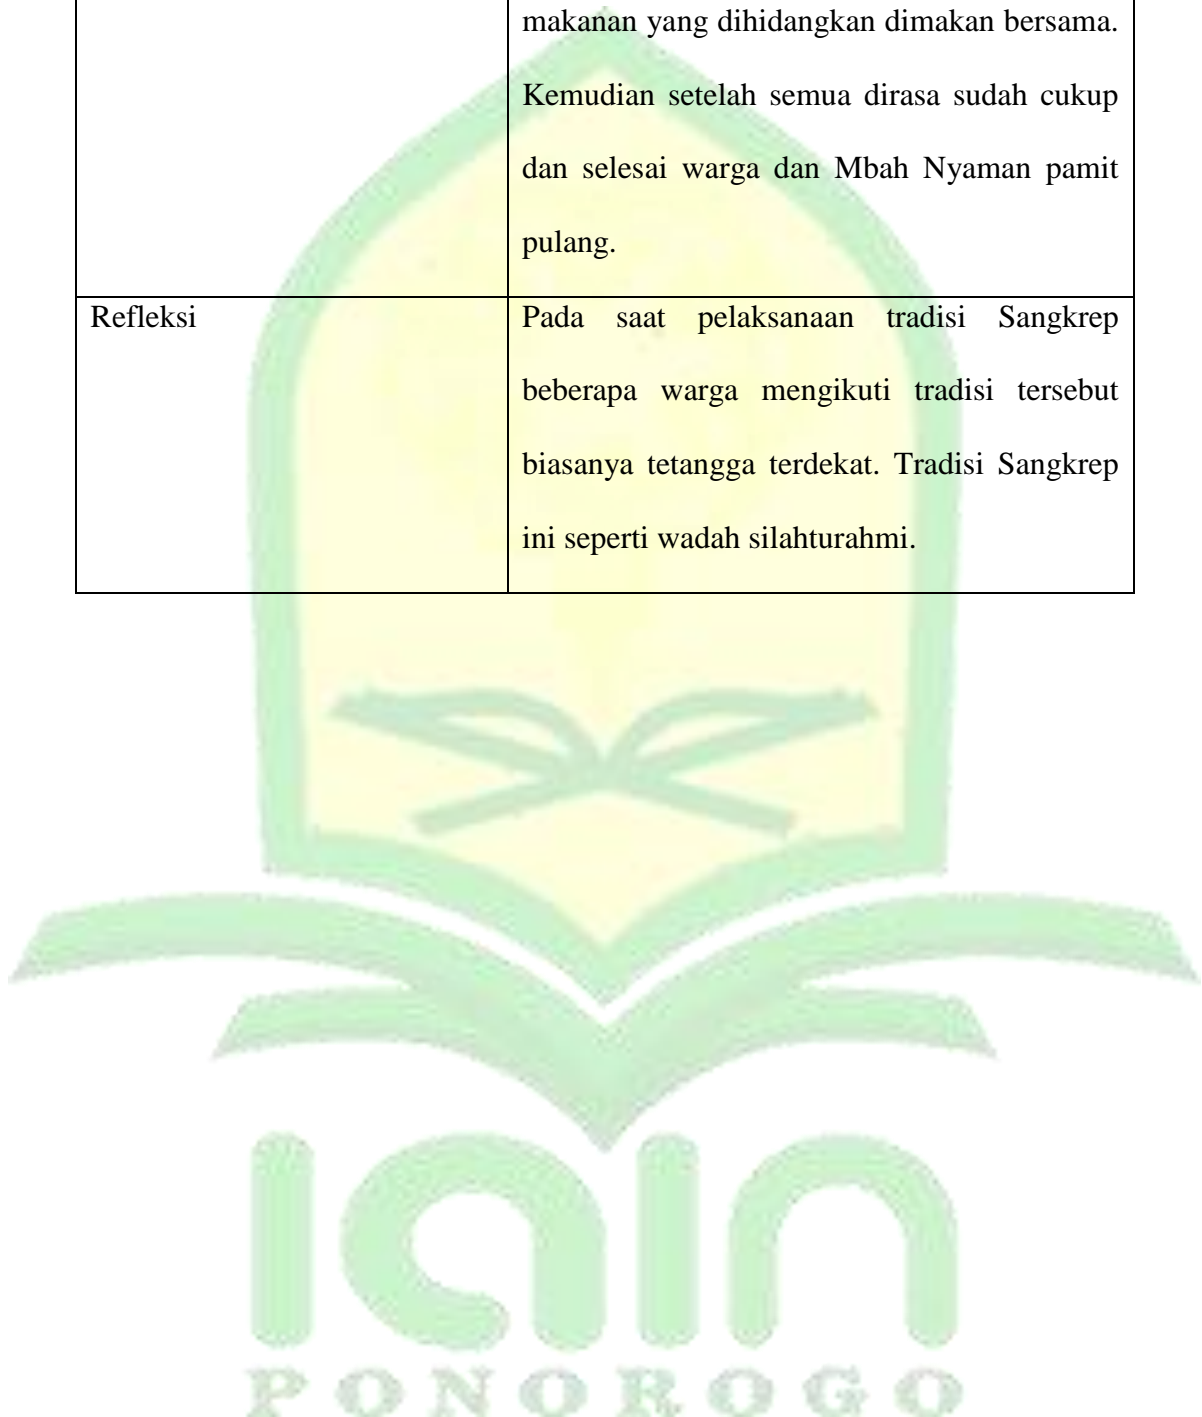 makanan yang dihidangkan dimakan bersama.
Kemudian setelah semua dirasa sudah cukup
dan selesai warga dan Mbah Nyaman pamit
pulang.
Refleksi
Pada saat pelaksanaan tradisi Sangkrep
beberapa warga mengikuti tradisi tersebut
biasanya tetangga terdekat. Tradisi Sangkrep
ini seperti wadah silahturahmi.
iain
PONOROGO